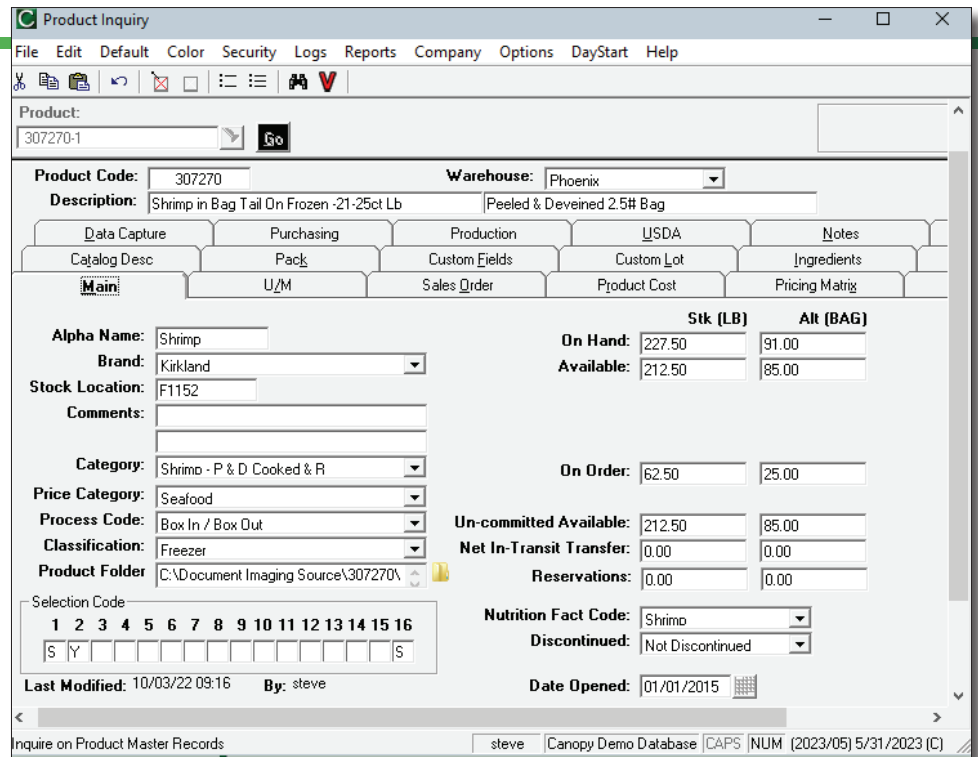 Product Inquiry
File Edit Default Color Security Logs Reports Company Options DayStart Help
Product:
307270-1 Go
Product Code: 307270 Warehouse: Phoenix
Description: Shrimp in Bag Tail On Frozen -21-25ct Lb Peeled & Deveined 2.5# Bag
Data Capture Purchasing Production USDA Notes
Catalog Desc Pack Custom Fields Custom Lot Ingredients
Main U/M Sales Order Product Cost Pricing Matrix
Stk (LB) Alt (BAG)
Alpha Name: Shrimp On Hand: 227.50 91.00
Brand: Kirkland Available: 212.50 85.00
Stock Location: F1152
Comments:
Category: Shrimp - P & D Cooked & R On Order: 62.50 25.00
Price Category: Seafood
Process Code: Box In / Box Out Un-committed Available: 212.50 85.00
Classification: Freezer Net In-Transit Transfer: 0.00 0.00
Product Folder C:\Document Imaging Source\307270\ Reservations: 0.00 0.00
Selection Code
1 2 3 4 5 6 7 8 9 10 11 12 13 14 15 16 Nutrition Fact Code: Shrimp
S Y S Discontinued: Not Discontinued
Last Modified: 10/03/22 09:16 By: steve Date Opened: 01/01/2015
Inquire on Product Master Records steve Canopy Demo Database CAPS NUM (2023/05) 5/31/2023 (C)